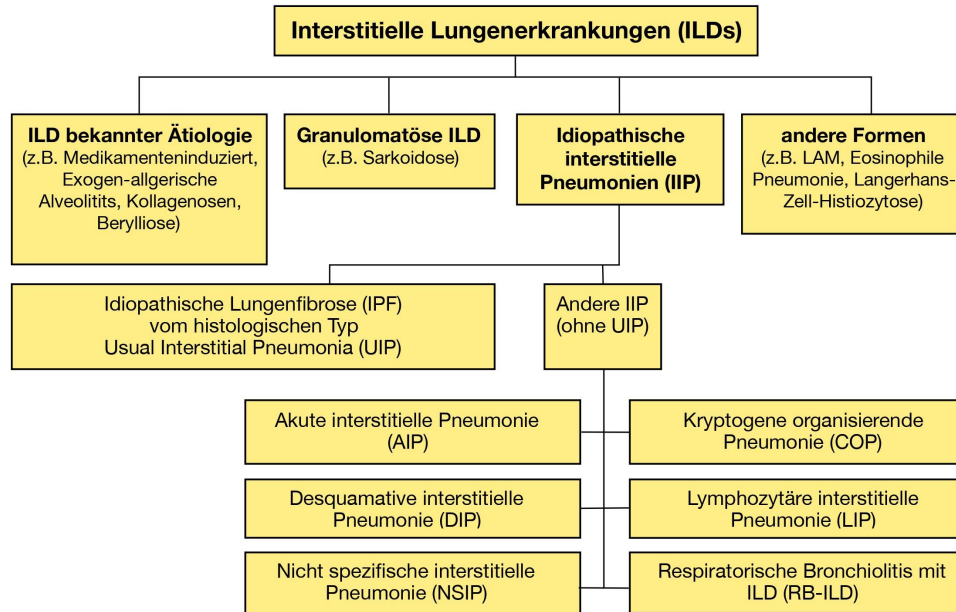 Interstitielle Lungenerkrankungen (ILDs)
ILD bekannter Ätiologie
(z.B. Medikamenteninduziert,
Exogen-allgerische
Alveolitits, Kollagenosen,
Berylliose)
Granulomatöse ILD
(z.B. Sarkoidose)
Idiopathische
interstitielle
Pneumonien (IIP)
andere Formen
(z.B. LAM, Eosinophile
Pneumonie, Langerhans-
Zell-Histiozytose)
Idiopathische Lungenfibrose (IPF)
vom histologischen Typ
Usual Interstitial Pneumonia (UIP)
Andere IIP
(ohne UIP)
Akute interstitielle Pneumonie
(AIP)
Kryptogene organisierende
Pneumonie (COP)
Desquamative interstitielle
Pneumonie (DIP)
Lymphozytäre interstitielle
Pneumonie (LIP)
Nicht spezifische interstitielle
Pneumonie (NSIP)
Respiratorische Bronchiolitis mit
ILD (RB-ILD)